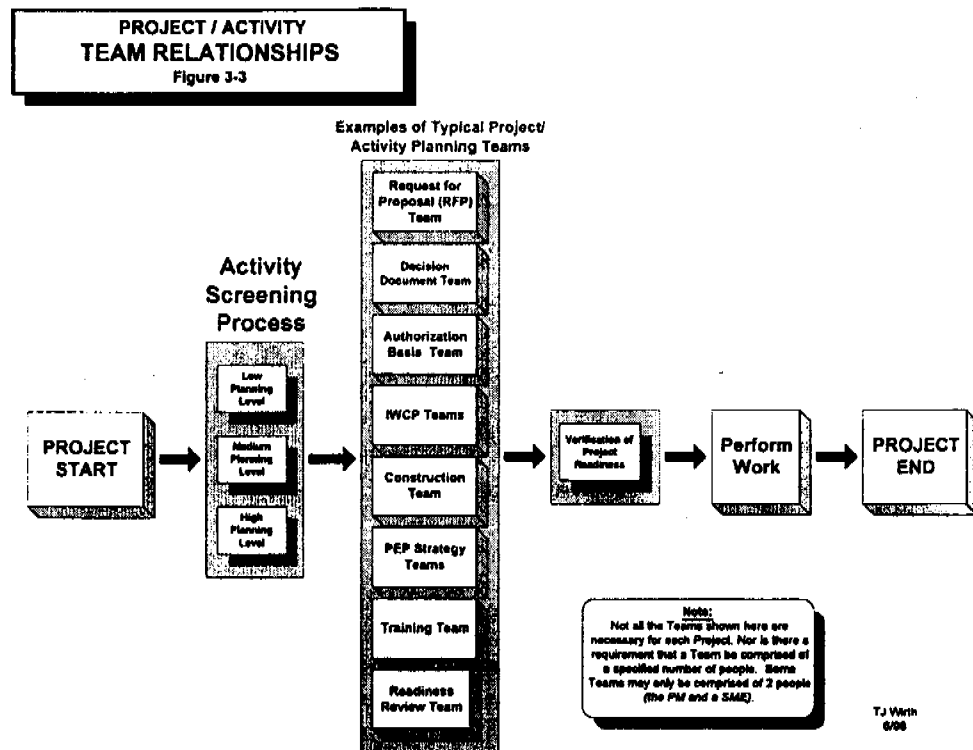 PROJECT / ACTIVITY
TEAM RELATIONSHIPS
Figure 3-3
Examples of Typical Project/
Activity Planning Teams
Request for
Proposal (RFP)
Team
Decision
Document Team
Authorization
Basis Team
IWCP Teams
Construction
Team
PEP Strategy
Teams
Training Team
Readiness
Review Team
Activity
Screening
Process
Low
Planning
Level
Medium
Planning
Level
High
Planning
Level
PROJECT
START
Verification of
Project
Readiness
Perform
Work
PROJECT
END
Note:
Not all the Teams shown here are
necessary for each Project. Nor is there a
requirement that a Team be comprised of
a specified number of people. Some
Teams may only be comprised of 2 people
(the PM and a SME).
TJ Wirth